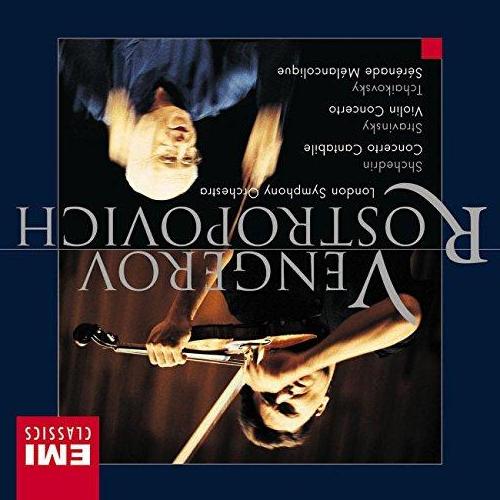 EMI
CLASSICS
VENGEROV
ROSTROPOVICH
London Symphony Orchestra
Shchedrin
Concerto Cantabile
Stravinsky
Violin Concerto
Tchaikovsky
Sérénade Mélancolique